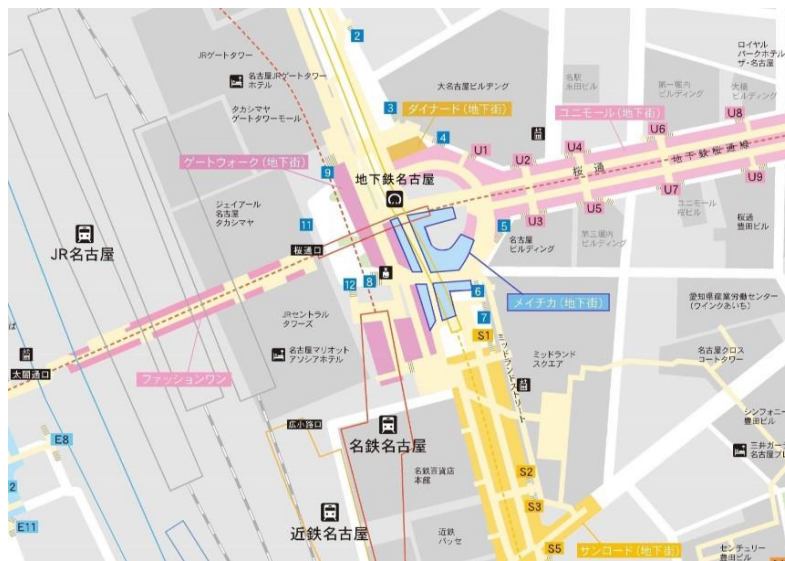 2
JRゲートタワー
名古屋JRゲートタワー
ホテル
タカシマヤ
ゲートタワーモール
大名古屋ビルヂング
3
ダイナード(地下街)
4
名駅
永田ビル
第一堀内
ビルディング
大橋
ビルディング
ロイヤル
パークホテル
ザ・名古屋
ユニモール(地下街)
U1
U2
U4
U6
U8
ゲートウォーク(地下街)
9
地下鉄名古屋
桜通
地下鉄桜通線
U3
U5
U7
U9
ジェイアール
名古屋
タカシマヤ
11
5
名古屋
ビルディング
第三堀内
ビルディング
ユニモール
桜ビル
桜通
豊田ビル
JR名古屋
桜通口
12
8
6
メイチカ(地下街)
7
S1
愛知県産業労働センター
(ウインクあいち)
JRセントラル
タワーズ
名古屋マリオット
アソシアホテル
ミッドランドストリート
ミッドランド
スクエア
名古屋クロス
コートタワー
ば
太閤通口
ファッションワン
シンフォニー
豊田ビル
広小路口
名鉄名古屋
三井ガー
名古屋プレ
E8
2
E11
名鉄百貨店
本館
S2
S3
近鉄名古屋
近鉄
パッセ
S5
サンロード(地下街)
センチュリー
豊田ビル